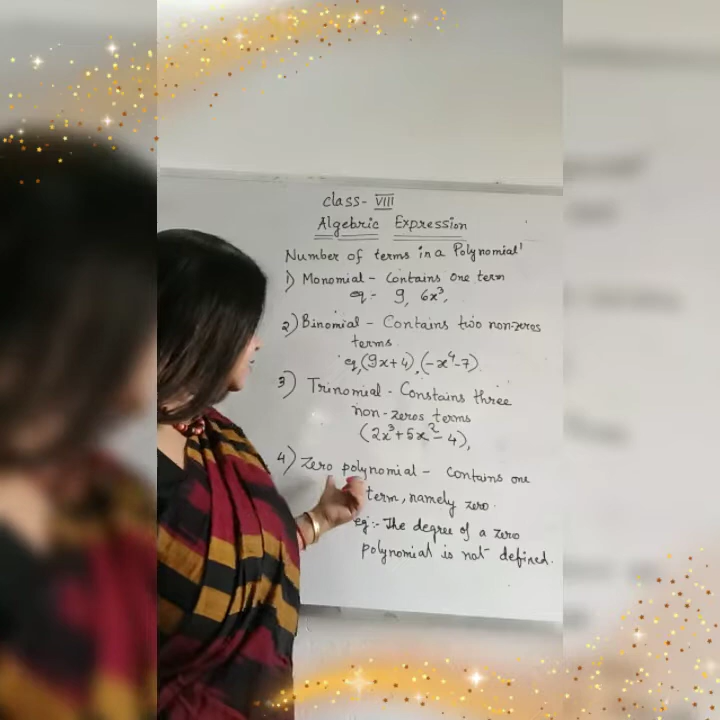 class- VIII
Algebric Expression
Number of terms in a Polynomial'
1) Monomial - Contains one term
eg - 9, 6x³,
2) Binomial - Contains two non-zeros
terms.
eg, (9x+4), (-x⁴-7).
3) Trinomial - Constains three
non-zeros terms
(2x³+5x²-4),
4) Zero polynomial - Contains one
term, namely zero.
eg:- The degree of a zero
polynomial is not defined.